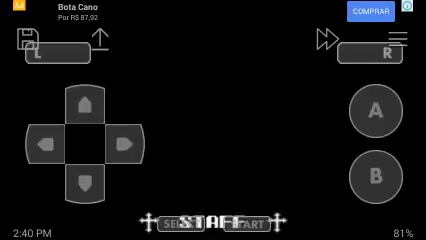 Ad
Bota Cano
Por R$ 87,92
COMPRAR
L
R
A
B
SELECT
START
STAFF
2:40 PM
81%